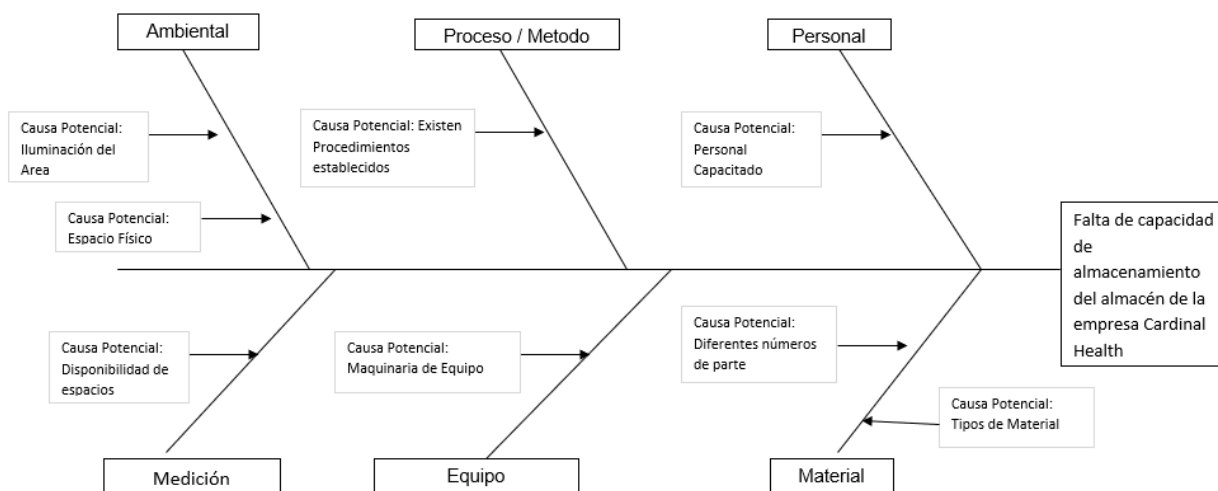 Ambiental
Proceso / Metodo
Personal
Causa Potencial:
Iluminación del
Area
Causa Potencial: Existen
Procedimientos
establecidos
Causa Potencial:
Personal
Capacitado
Causa Potencial:
Espacio Físico
Falta de capacidad
de
almacenamiento
del almacén de la
empresa Cardinal
Health
Causa Potencial:
Disponibilidad de
espacios
Causa Potencial:
Maquinaria de Equipo
Causa Potencial:
Diferentes números
de parte
Causa Potencial:
Tipos de Material
Medición
Equipo
Material